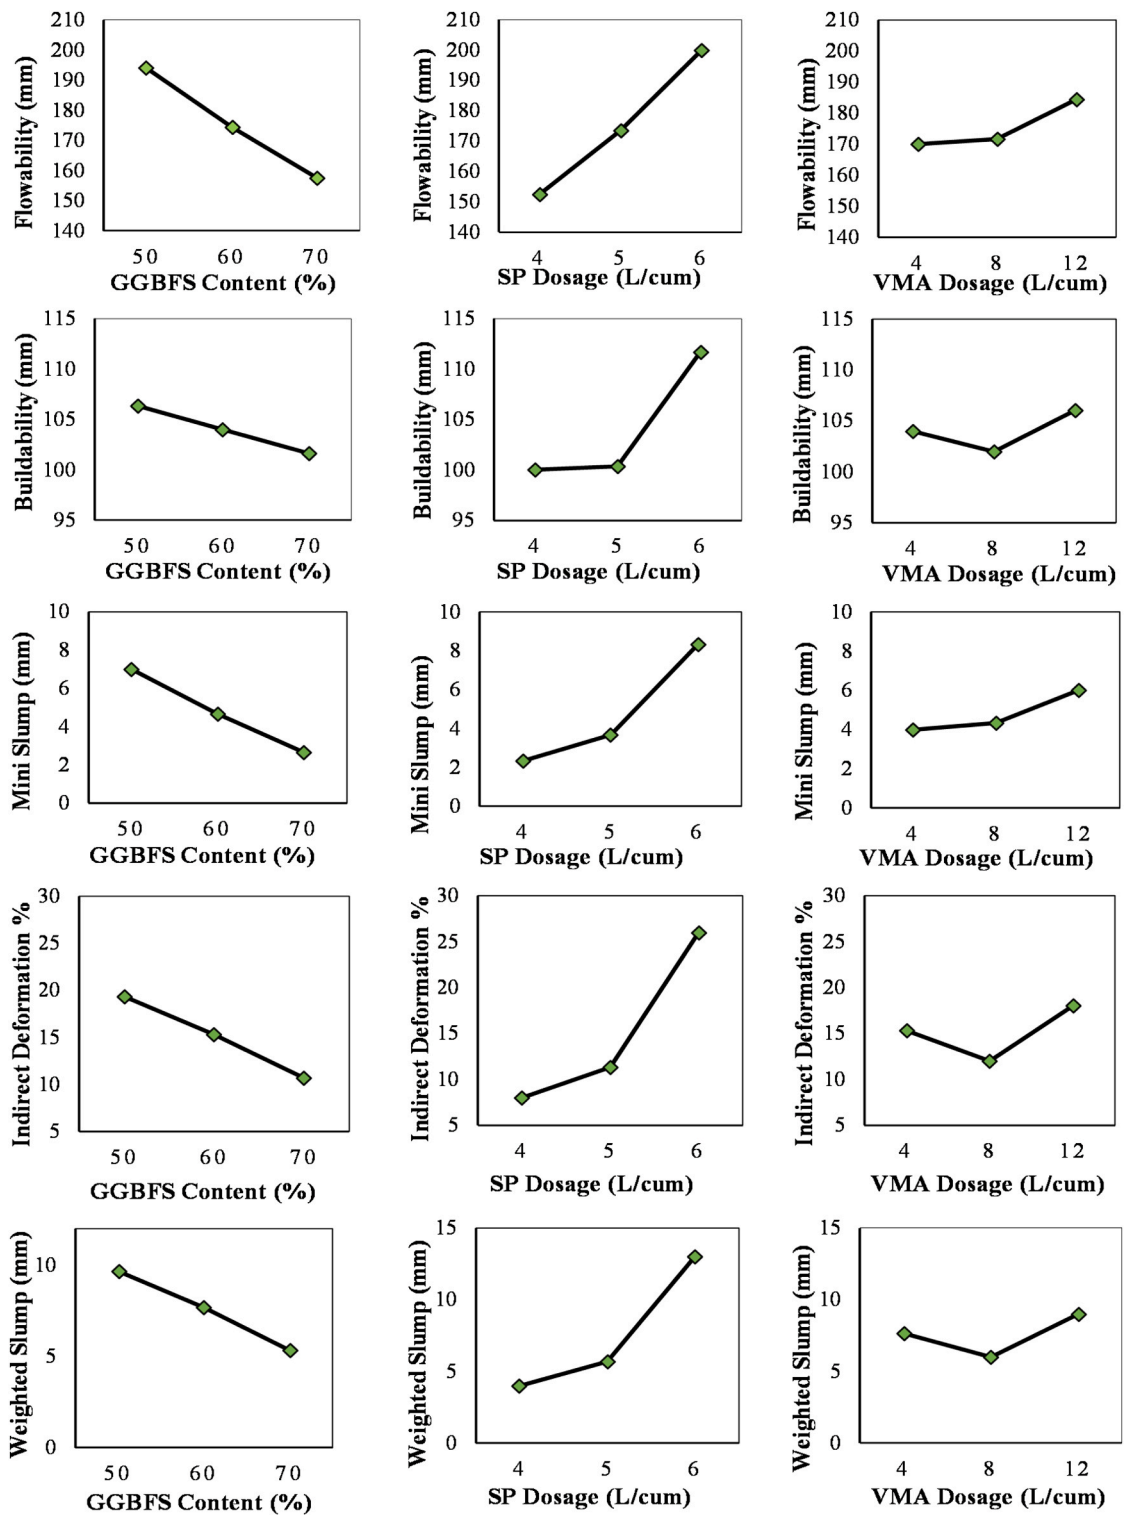 Flowability (mm)
210
200
190
180
170
160
150
140
50 60 70
GGBFS Content (%)
Flowability (mm)
210
200
190
180
170
160
150
140
4 5 6
SP Dosage (L/cum)
Flowability (mm)
210
200
190
180
170
160
150
140
4 8 12
VMA Dosage (L/cum)
Buildability (mm)
115
110
105
100
95
50 60 70
GGBFS Content (%)
Buildability (mm)
115
110
105
100
95
4 5 6
SP Dosage (L/cum)
Buildability (mm)
115
110
105
100
95
4 8 12
VMA Dosage (L/cum)
Mini Slump (mm)
10
8
6
4
2
0
50 60 70
GGBFS Content (%)
Mini Slump (mm)
10
8
6
4
2
0
4 5 6
SP Dosage (L/cum)
Mini Slump (mm)
10
8
6
4
2
0
4 8 12
VMA Dosage (L/cum)
Indirect Deformation %
30
25
20
15
10
5
50 60 70
GGBFS Content (%)
Indirect Deformation %
30
25
20
15
10
5
4 5 6
SP Dosage (L/cum)
Indirect Deformation %
30
25
20
15
10
5
4 8 12
VMA Dosage (L/cum)
Weighted Slump (mm)
10
5
0
50 60 70
GGBFS Content (%)
Weighted Slump (mm)
15
10
5
0
4 5 6
SP Dosage (L/cum)
Weighted Slump (mm)
15
10
5
0
4 8 12
VMA Dosage (L/cum)